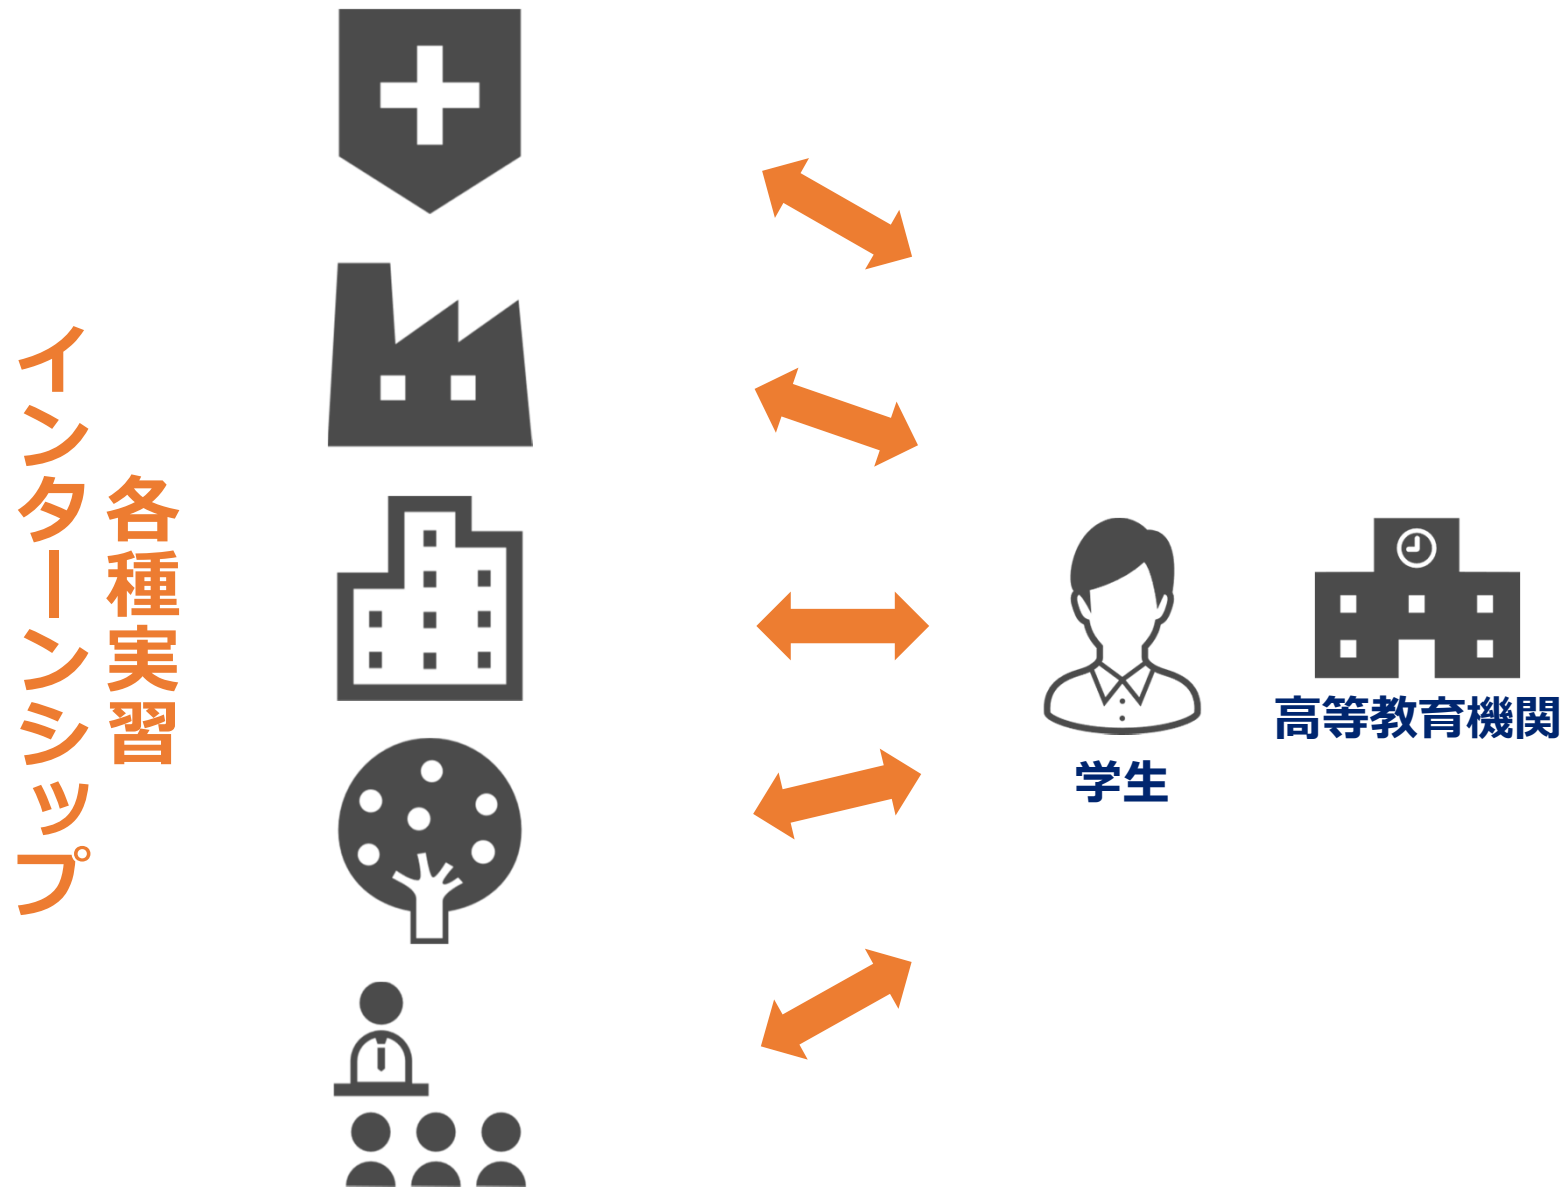 各種実習
インターンシップ
学生
高等教育機関